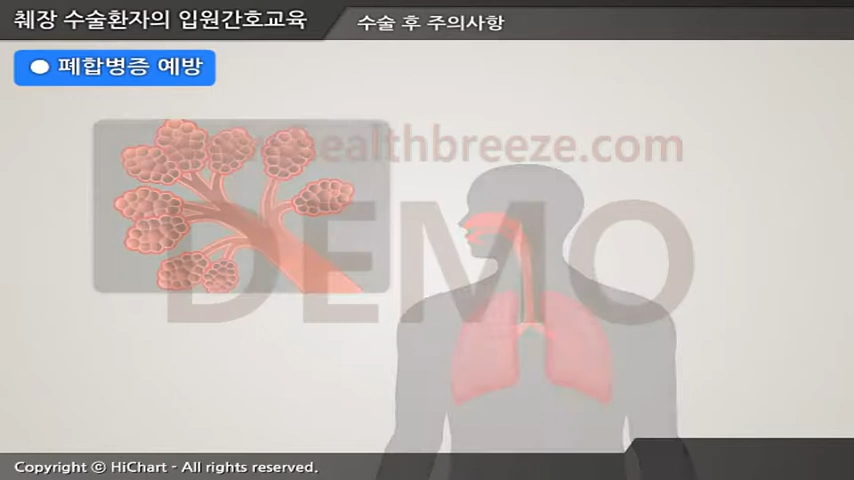 췌장 수술환자의 입원간호교육
수술 후 주의사항
● 폐합병증 예방
healthbreeze.com
DEMO
Copyright ⓒ HiChart - All rights reserved.